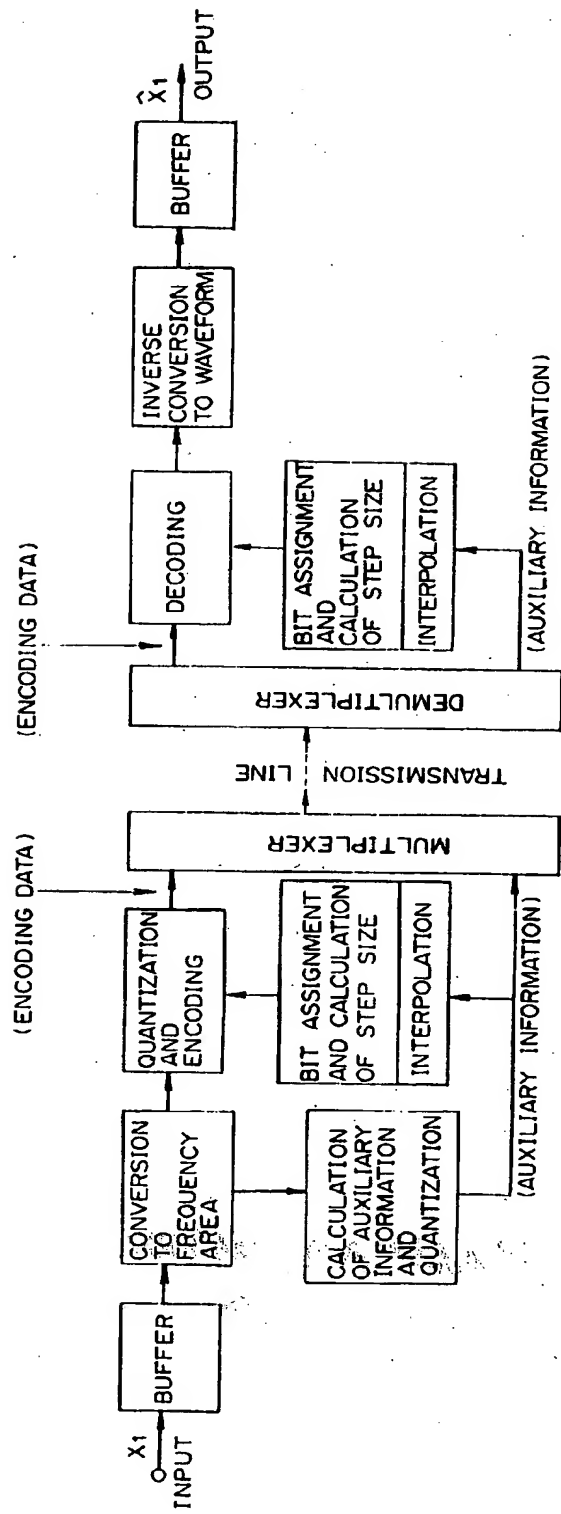 X1
INPUT
BUFFER
CONVERSION
TO
FREQUENCY
AREA
CALCULATION
OF AUXILIARY
INFORMATION
AND
QUANTIZATION
(AUXILIARY INFORMATION)
(ENCODING DATA)
QUANTIZATION
AND
ENCODING
BIT ASSIGNMENT
AND CALCULATION
OF STEP SIZE
INTERPOLATION
MULTIPLEXER
TRANSMISSION
LINE
DEMULTIPLEXER
(ENCODING DATA)
DECODING
BIT ASSIGNMENT
AND
CALCULATION
OF STEP SIZE
INTERPOLATION
(AUXILIARY INFORMATION)
INVERSE
CONVERSION
TO WAVEFORM
BUFFER
X̂1
OUTPUT